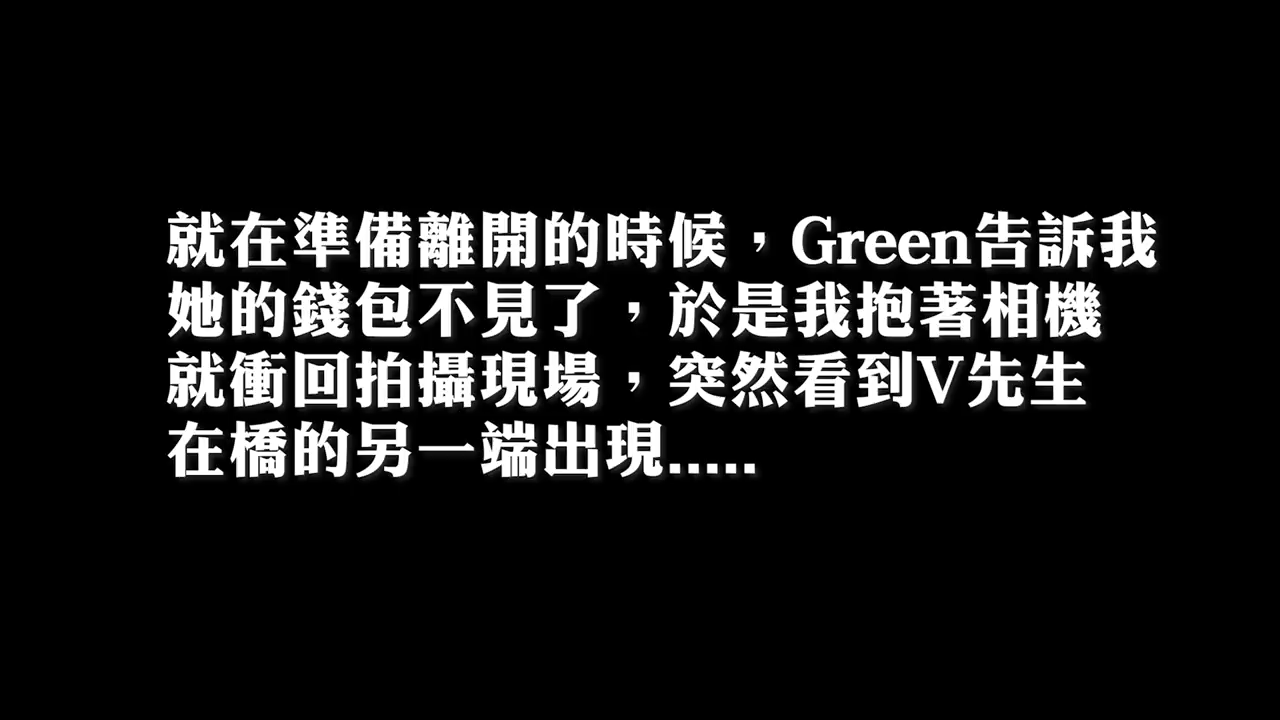 就在準備離開的時候，Green告訴我
她的錢包不見了，於是我抱著相機
就衝回拍攝現場，突然看到V先生
在橋的另一端出現.....